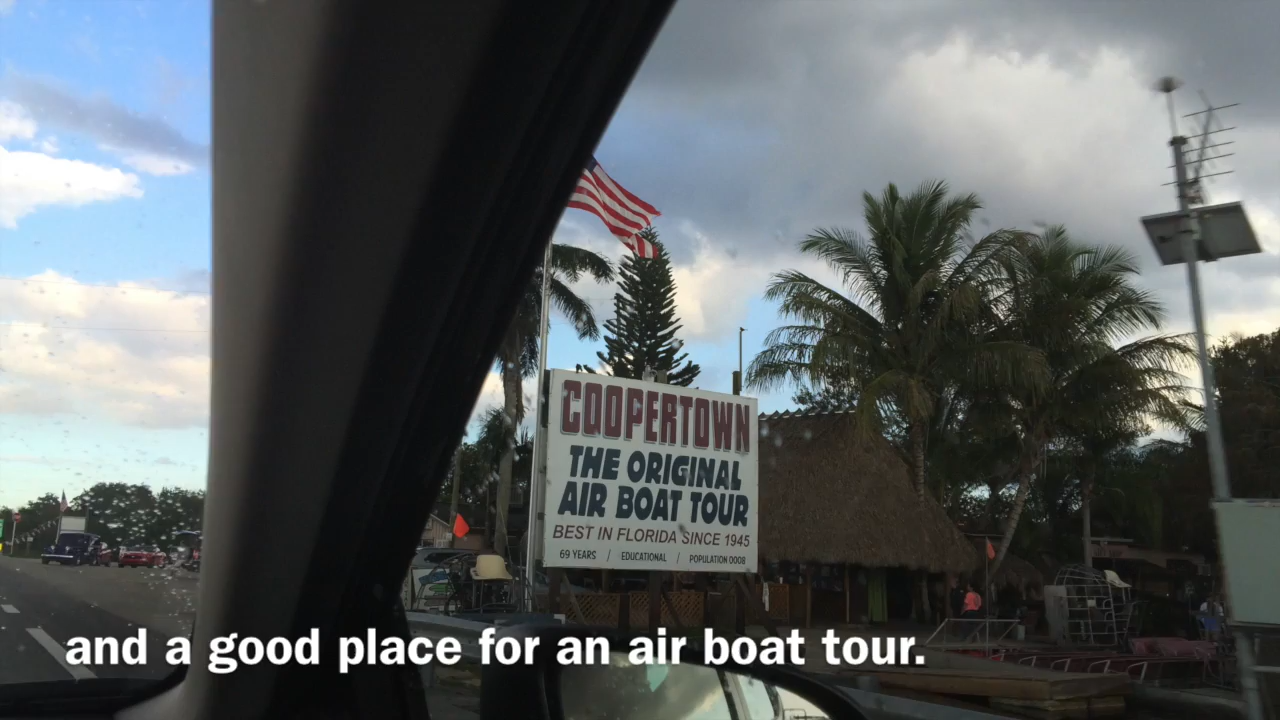 COOPERTOWN
THE ORIGINAL
AIR BOAT TOUR
BEST IN FLORIDA SINCE 1945
69 YEARS / EDUCATIONAL / POPULATION 0008
and a good place for an air boat tour.